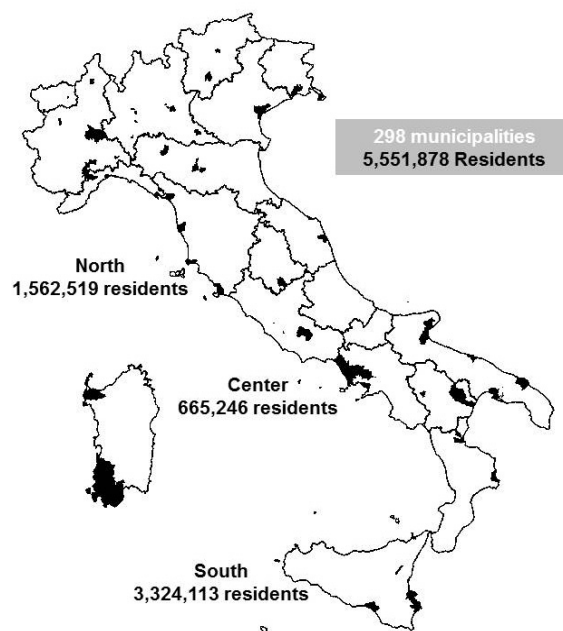 298 municipalities
5,551,878 Residents
North
1,562,519 residents
Center
665,246 residents
South
3,324,113 residents